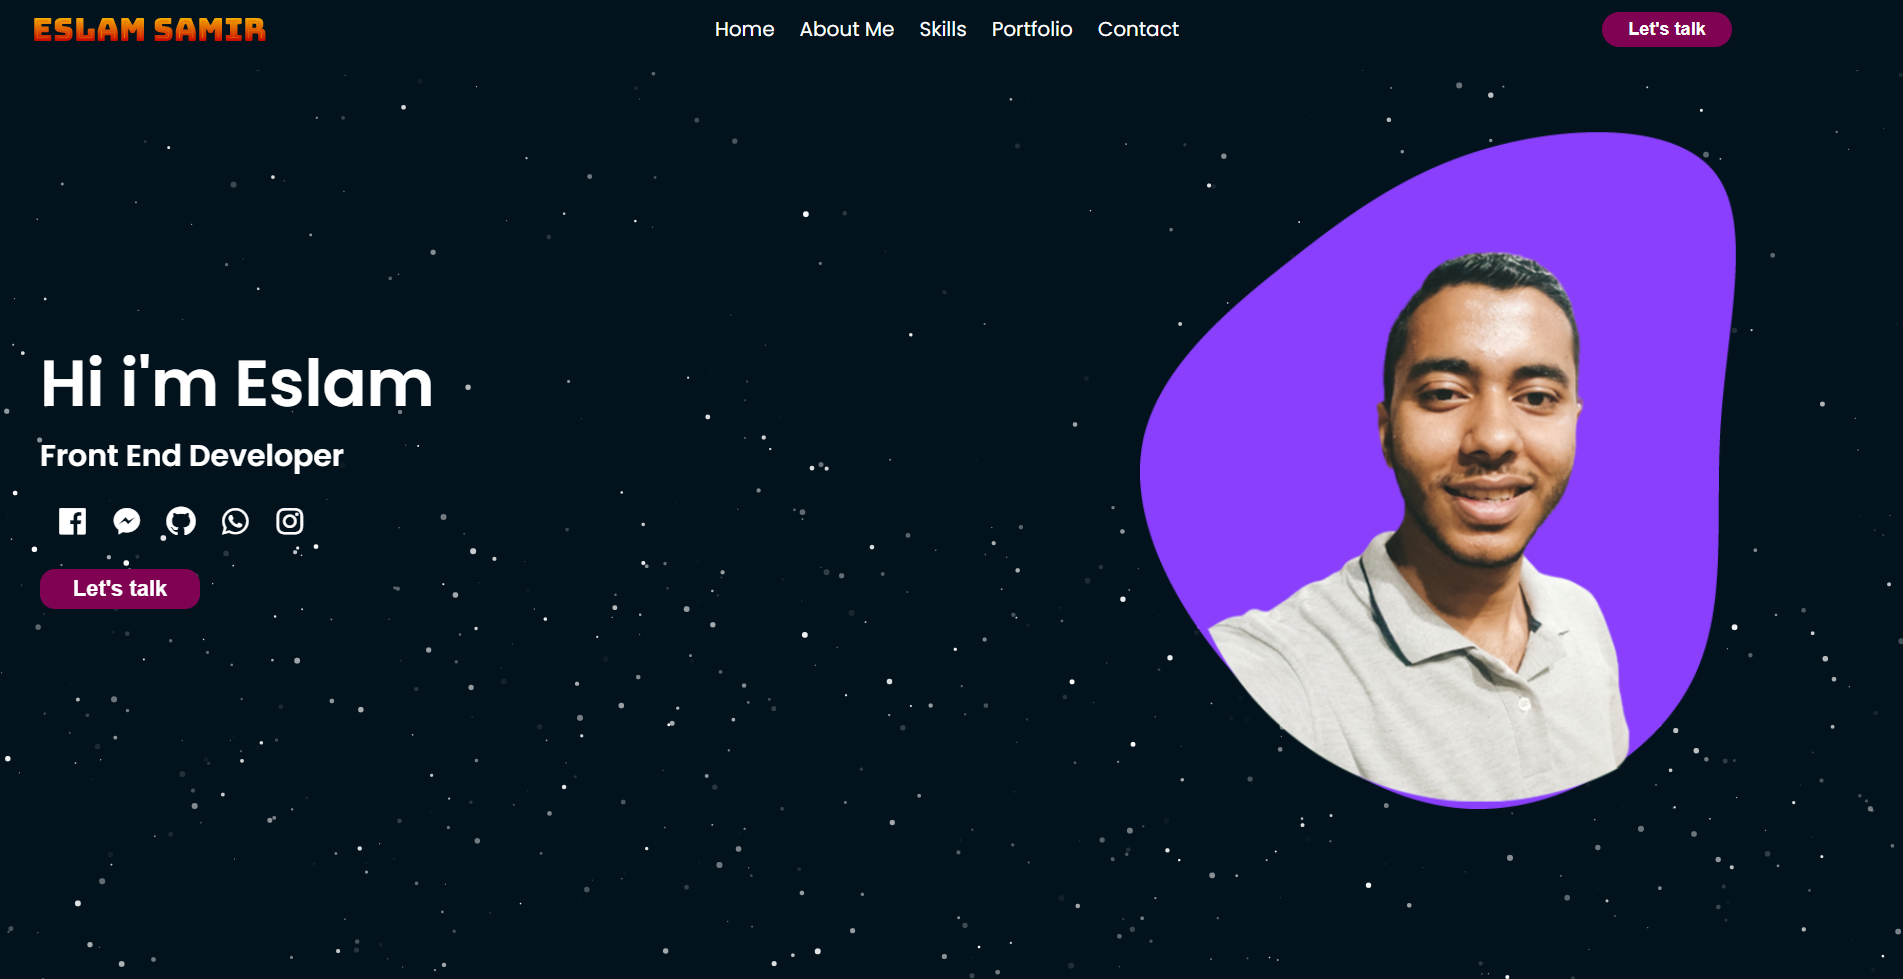 ESLAM SAMIR
Home About Me Skills Portfolio Contact
Let's talk
Hi i'm Eslam
Front End Developer
Let's talk